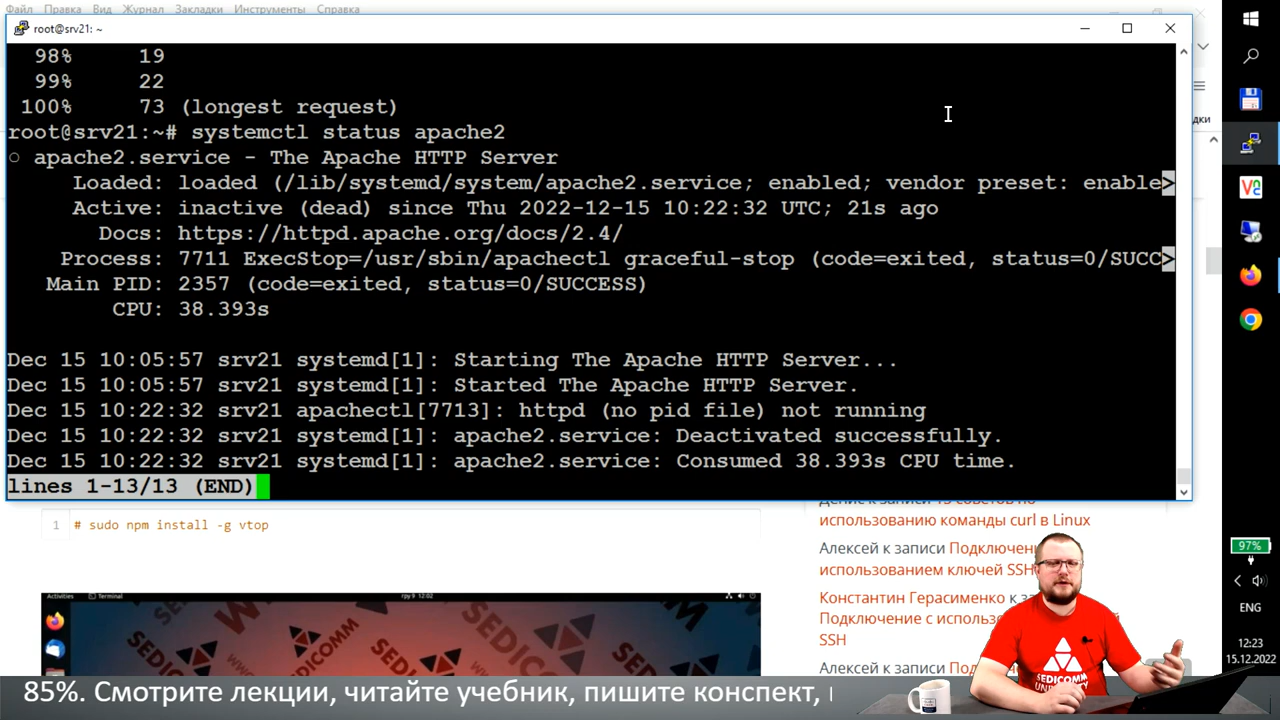 Файл Правка Вид Журнал Закладки Инструменты Справка
root@srv21: ~
98% 19
99% 22
100% 73 (longest request)
root@srv21:~# systemctl status apache2
○ apache2.service - The Apache HTTP Server
Loaded: loaded (/lib/systemd/system/apache2.service; enabled; vendor preset: enable>
Active: inactive (dead) since Thu 2022-12-15 10:22:32 UTC; 21s ago
Docs: https://httpd.apache.org/docs/2.4/
Process: 7711 ExecStop=/usr/sbin/apachectl graceful-stop (code=exited, status=0/SUCC>
Main PID: 2357 (code=exited, status=0/SUCCESS)
CPU: 38.393s
Dec 15 10:05:57 srv21 systemd[1]: Starting The Apache HTTP Server...
Dec 15 10:05:57 srv21 systemd[1]: Started The Apache HTTP Server.
Dec 15 10:22:32 srv21 apachectl[7713]: httpd (no pid file) not running
Dec 15 10:22:32 srv21 systemd[1]: apache2.service: Deactivated successfully.
Dec 15 10:22:32 srv21 systemd[1]: apache2.service: Consumed 38.393s CPU time.
lines 1-13/13 (END)
1 # sudo npm install -g vtop
использованию команды curl в Linux
Алексей к записи
использованием ключей SSH
Константин Герасименко к
Подключение с
SSH
Алексей к записи
Activities Terminal
12:02
SEDICOMM
97%
ENG
12:23
15.12.2022
SEDICOMM
85%. Смотрите лекции, читайте учебник, пишите конспект,